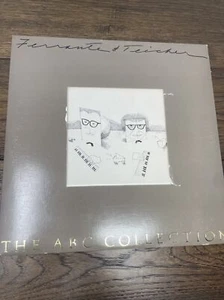 Ferrante & Teicher
THE ABC COLLECTION